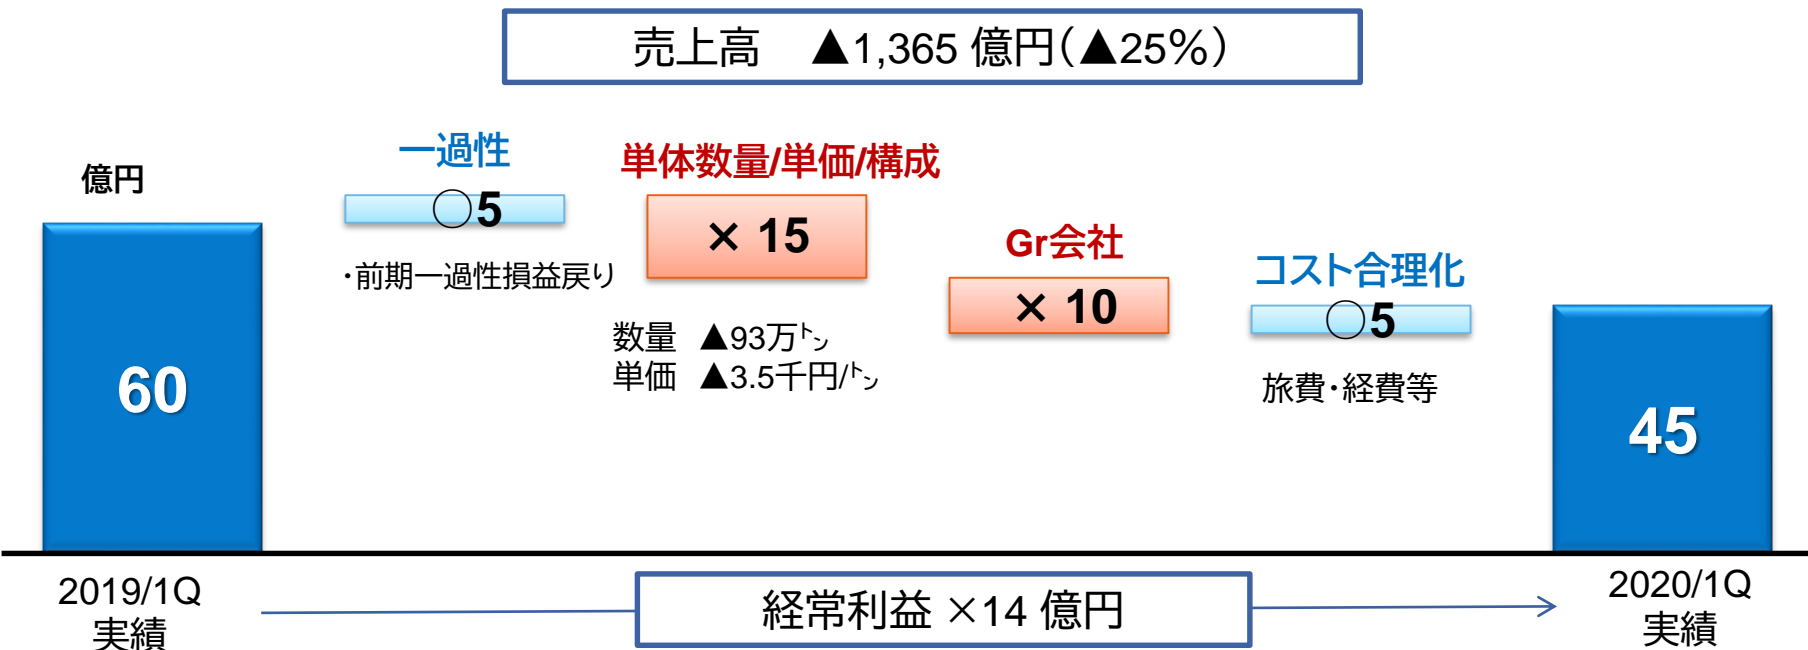 売上高　▲1,365 億円(▲25%)
億円
一過性
○5
・前期一過性損益戻り
単体数量/単価/構成
× 15
数量　▲93万㌧
単価　▲3.5千円/㌧
Gr会社
× 10
コスト合理化
○5
旅費・経費等
60
45
2019/1Q
実績
経常利益 ×14 億円
2020/1Q
実績